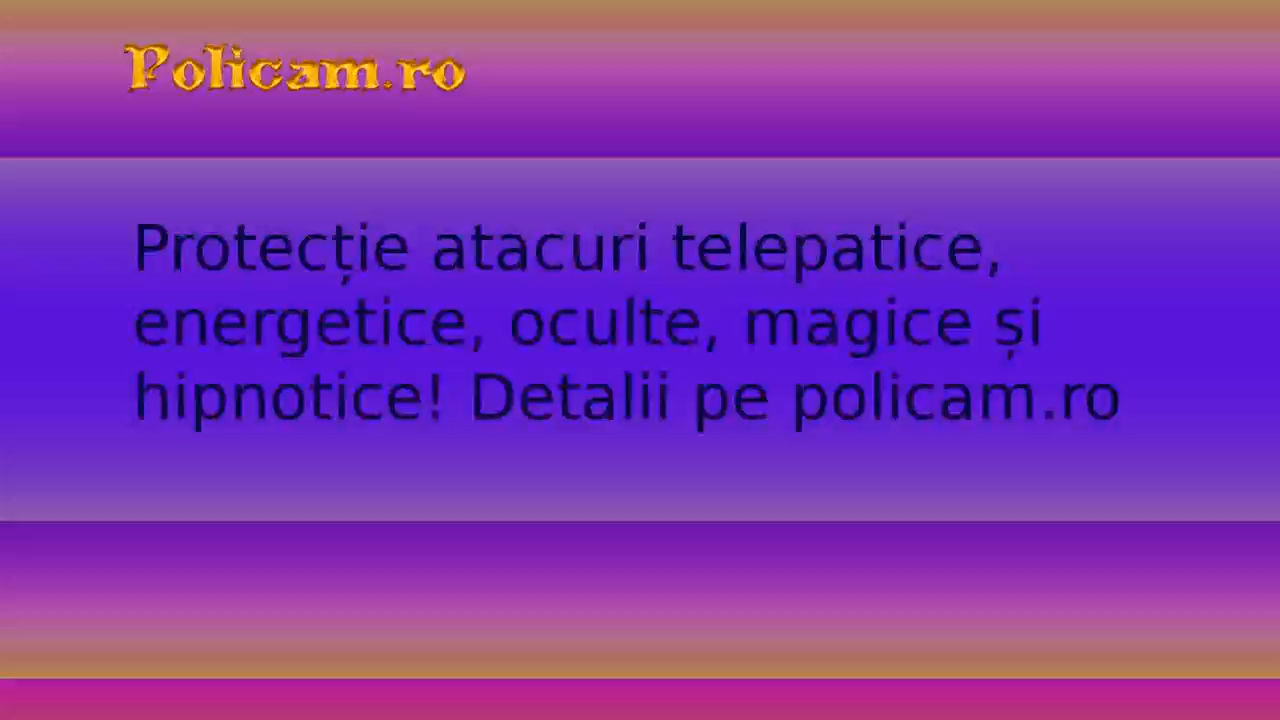 Policam.ro
Protecție atacuri telepatice,
energetice, oculte, magice și
hipnotice! Detalii pe policam.ro